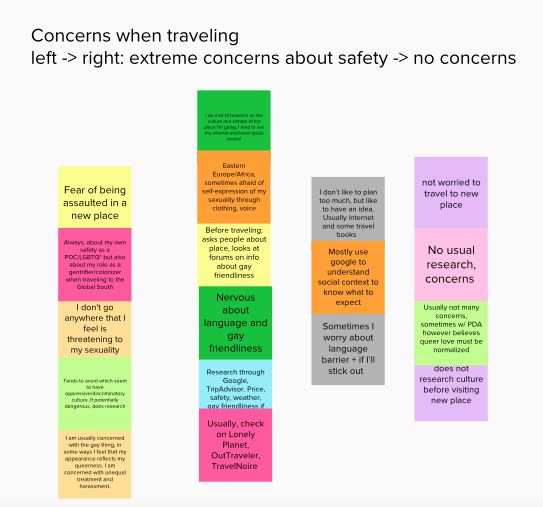 Concerns when traveling
left -> right: extreme concerns about safety -> no concerns
Fear of being
assaulted in a
new place
Always, about my own
safety as a
POC/LGBTQ* but also
about my role as a
gentrifier/colonizer
when traveling to the
Global South
I don't go
anywhere that I
feel is
threatening to
my sexuality
Tends to avoid which seem
to have
oppressive/discriminatory
culture. If potentially
dangerous, does research
I am usually concerned
with the gay thing, in
some ways I feel that my
appearance reflects my
queerness. I am
concerned with unequal
treatment and
harassment.
I do a lot of research on the
culture and climate of the
place I'm going, I tend to use
the internet and travel guide
books!
Eastern
Europe/Africa,
sometimes afraid of
self-expression of my
sexuality through
clothing, voice
Before traveling:
asks people about
place, looks at
forums on info
about gay
friendliness
Nervous
about
language and
gay
friendliness
Research through
Google,
TripAdvisor. Price,
safety, weather,
gay friendliness if
Usually, check
on Lonely
Planet,
OutTraveler,
TravelNoire
I don't like to plan
too much, but like
to have an idea.
Usually internet
and some travel
books
Mostly use
google to
understand
social context to
know what to
expect
Sometimes I
worry about
language
barrier + if I'll
stick out
not worried to
travel to new
place
No usual
research,
concerns
Usually not many
concerns,
sometimes w/ PDA
however believes
queer love must be
normalized
does not
research culture
before visiting
new place